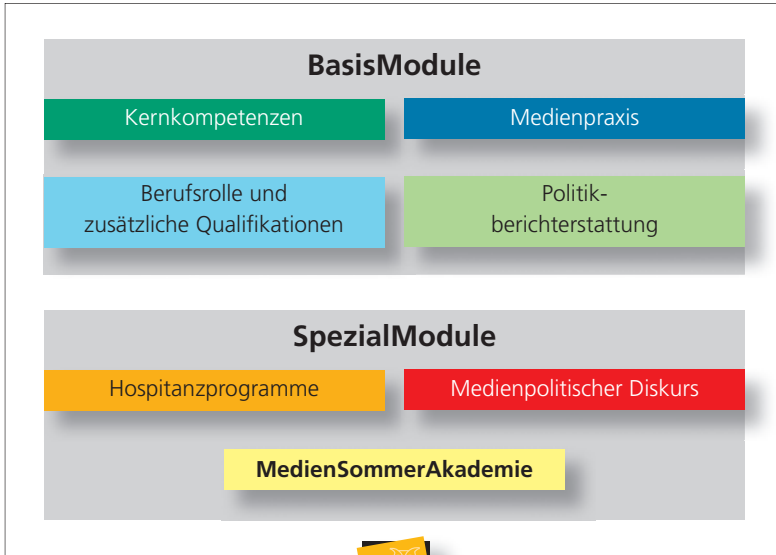 BasisModule
Kernkompetenzen
Medienpraxis
Berufsrolle und
zusätzliche Qualifikationen
Politik-
berichterstattung
SpezialModule
Hospitanzprogramme
Medienpolitischer Diskurs
MedienSommerAkademie